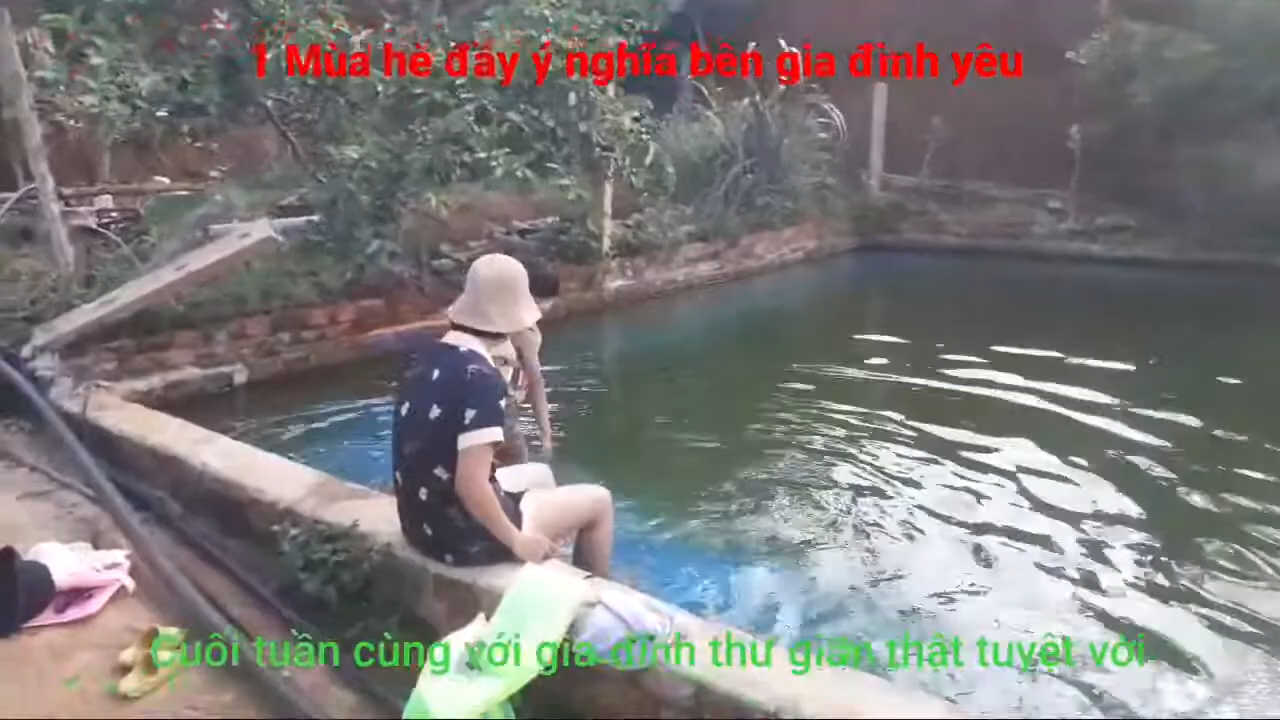 1 Mùa hè đầy ý nghĩa bên gia đình yêu
Cuối tuần cùng với gia đình thư giãn thật tuyệt vời